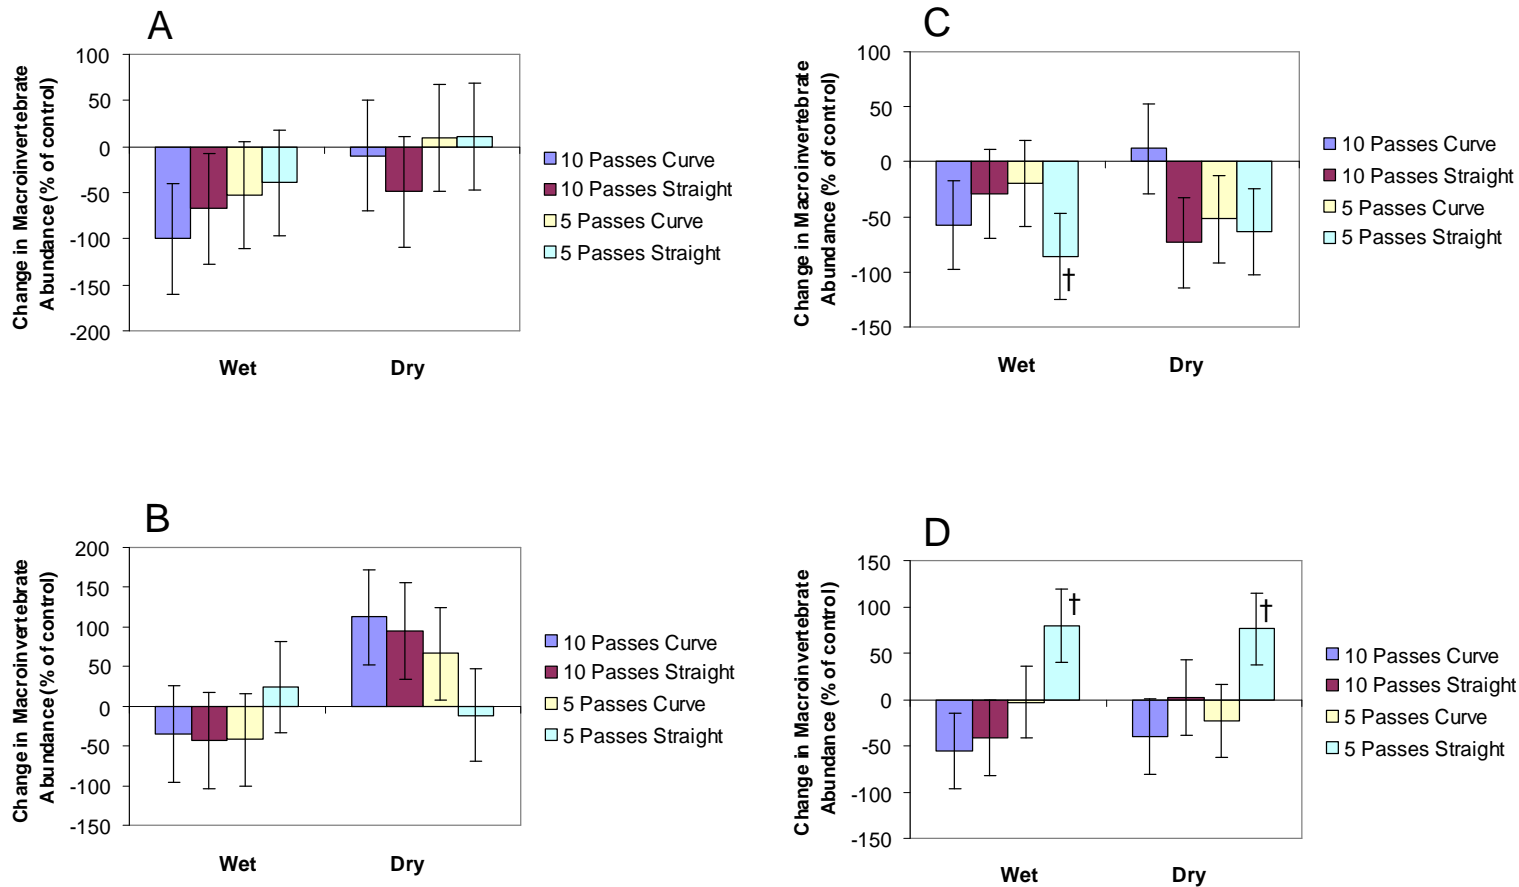 A
100
50
0
-50
-100
-150
-200
Change in Macroinvertebrate
Abundance (% of control)
Wet
Dry
10 Passes Curve
10 Passes Straight
5 Passes Curve
5 Passes Straight
C
100
50
0
-50
-100
-150
Change in Macroinvertebrate
Abundance (% of control)
†
Wet
Dry
10 Passes Curve
10 Passes Straight
5 Passes Curve
5 Passes Straight
B
200
150
100
50
0
-50
-100
-150
Change in Macroinvertebrate
Abundance (% of control)
Wet
Dry
10 Passes Curve
10 Passes Straight
5 Passes Curve
5 Passes Straight
D
150
100
50
0
-50
-100
-150
Change in Macroinvertebrate
Abundance (% of control)
†
†
Wet
Dry
10 Passes Curve
10 Passes Straight
5 Passes Curve
5 Passes Straight